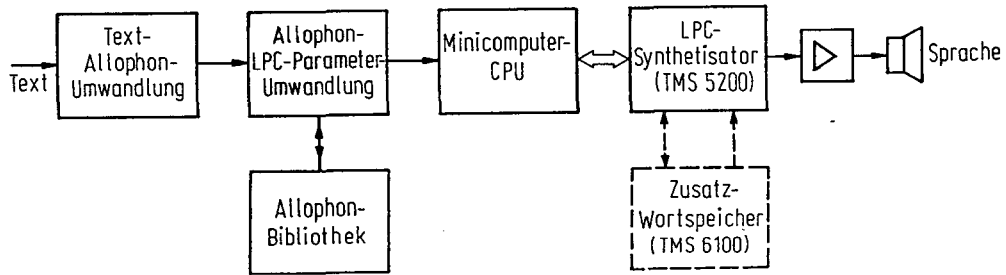 Text
Text-
Allophon-
Umwandlung
Allophon-
LPC-Parameter-
Umwandlung
Minicomputer-
CPU
LPC-
Synthetisator
(TMS 5200)
Sprache
Allophon-
Bibliothek
Zusatz-
Wortspeicher
(TMS 6100)